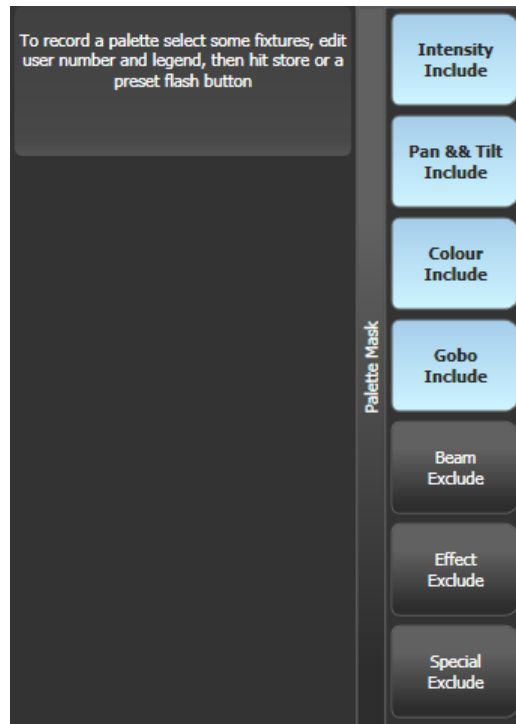 To record a palette select some fixtures, edit
user number and legend, then hit store or a
preset flash button
Palette Mask
Intensity
Include
Pan && Tilt
Include
Colour
Include
Gobo
Include
Beam
Exclude
Effect
Exclude
Special
Exclude